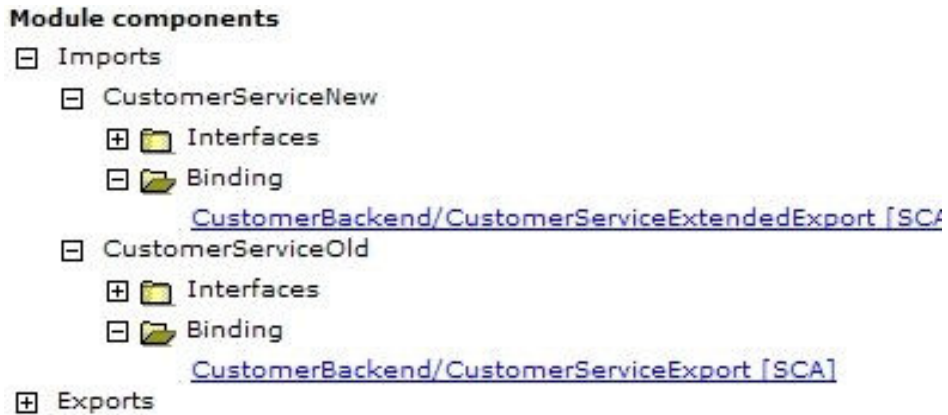 Module components
Imports
CustomerServiceNew
Interfaces
Binding
CustomerBackend/CustomerServiceExtendedExport [SCA
CustomerServiceOld
Interfaces
Binding
CustomerBackend/CustomerServiceExport [SCA]
Exports